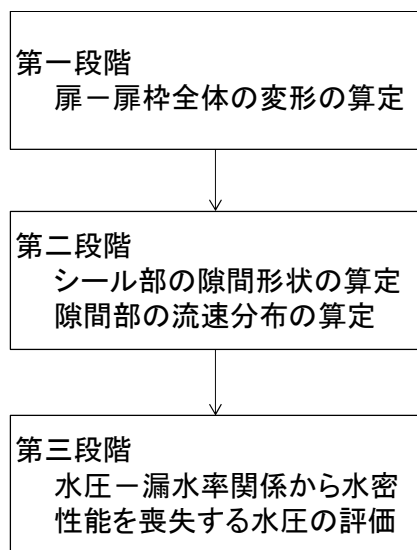 第一段階
扉－扉枠全体の変形の算定
第二段階
シール部の隙間形状の算定
隙間部の流速分布の算定
第三段階
水圧－漏水率関係から水密
性能を喪失する水圧の評価